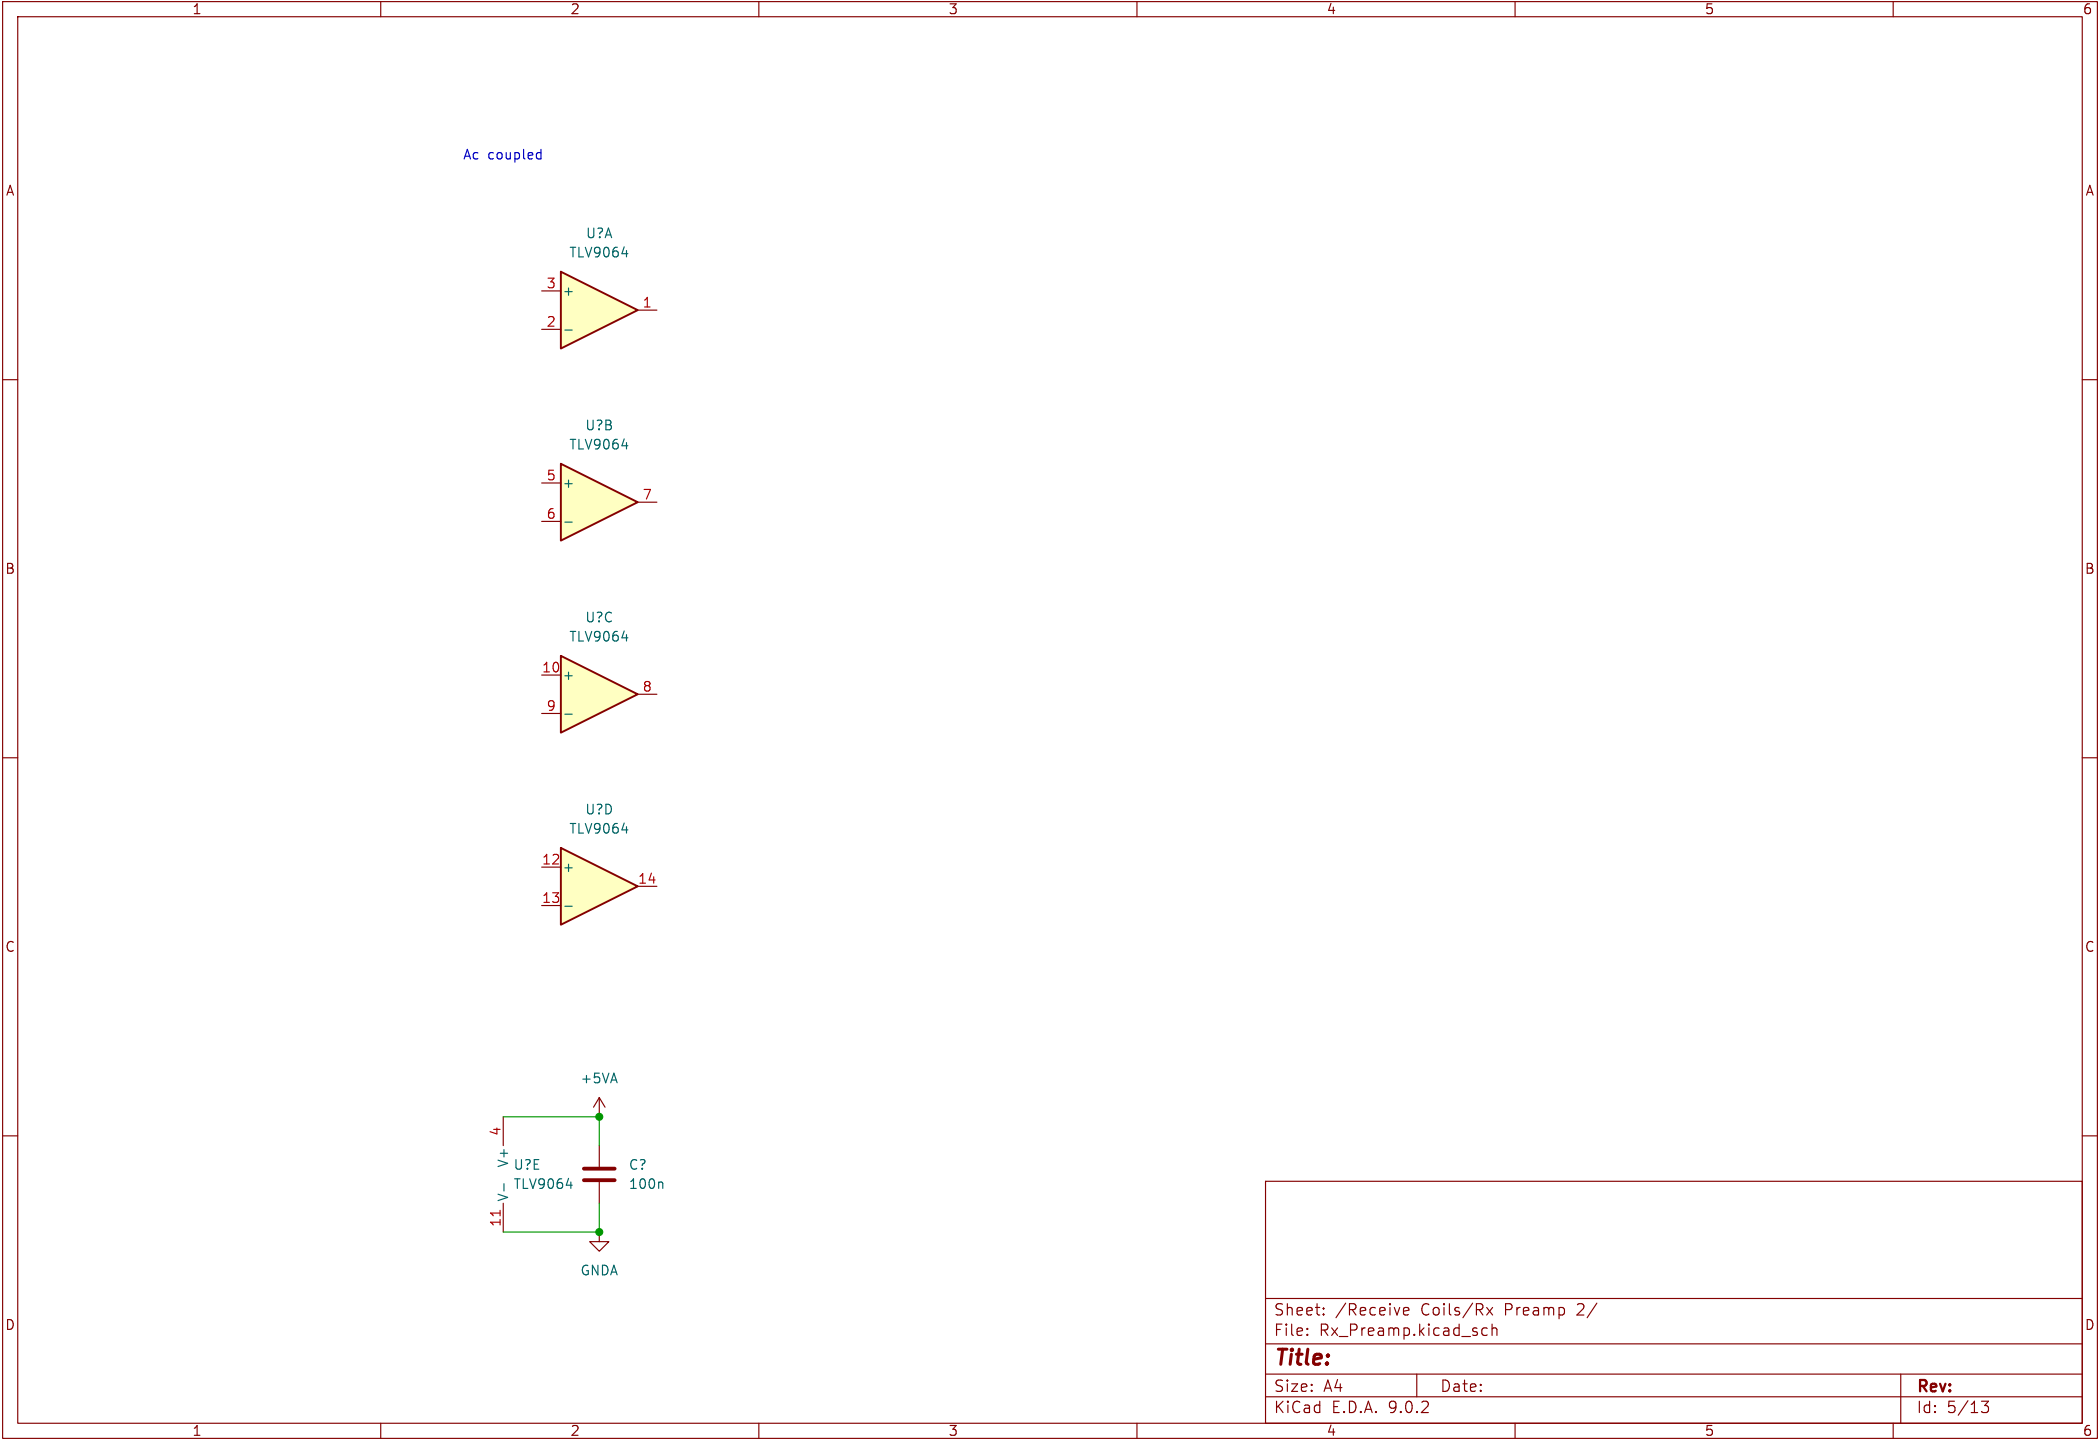 1 2 3 4 5 6
Ac coupled
A A
U?A
TLV9064
3 +
1
2 −
U?B
TLV9064
5 +
7
6 −
B B
U?C
TLV9064
10 +
8
9 −
U?D
TLV9064
12 +
14
13 −
C C
+5VA
4 V+
U?E
TLV9064
C?
100n
V- 11
GNDA
Sheet: /Receive Coils/Rx Preamp 2/
File: Rx_Preamp.kicad_sch
D D
Title:
Size: A4 Date: Rev:
KiCad E.D.A. 9.0.2 Id: 5/13
1 2 3 4 5 6